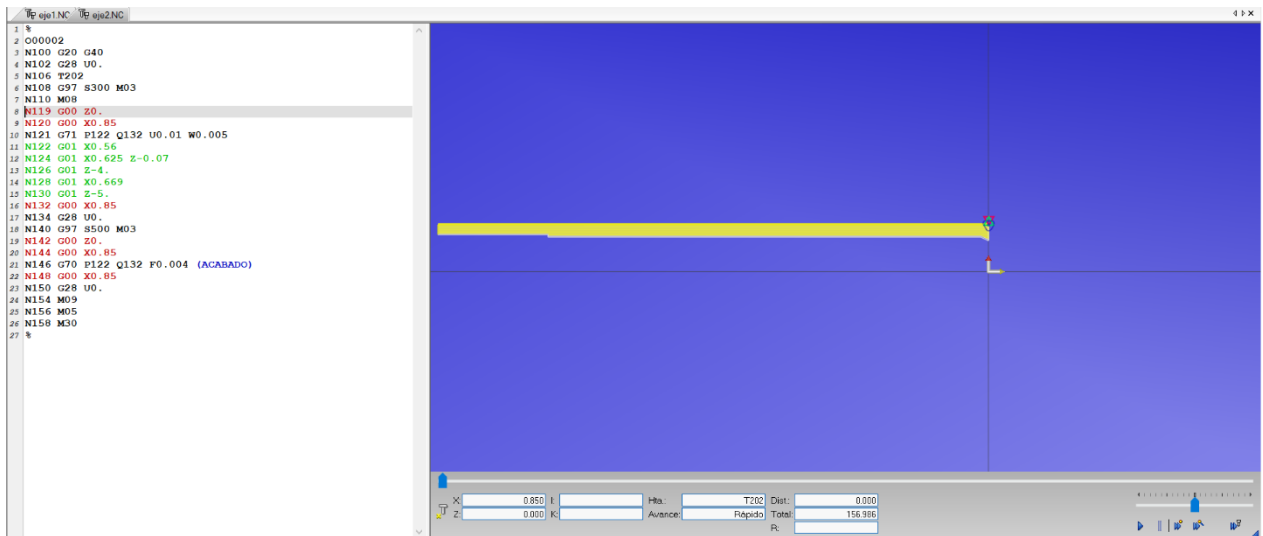 eje1.NC eje2.NC
1 %
2 O00002
3 N100 G20 G40
4 N102 G28 U0.
5 N106 T202
6 N108 G97 S300 M03
7 N110 M08
8 N119 G00 Z0.
9 N120 G00 X0.85
10 N121 G71 P122 Q132 U0.01 W0.005
11 N122 G01 X0.56
12 N124 G01 X0.625 Z-0.07
13 N126 G01 Z-4.
14 N128 G01 X0.669
15 N130 G01 Z-5.
16 N132 G00 X0.85
17 N134 G28 U0.
18 N140 G97 S500 M03
19 N142 G00 Z0.
20 N144 G00 X0.85
21 N146 G70 P122 Q132 F0.004 (ACABADO)
22 N148 G00 X0.85
23 N150 G28 U0.
24 N154 M09
25 N156 M05
26 N158 M30
27 %
X: 0.850 I: Hta.: T202 Dist.: 0.000
Z: 0.000 K: Avance: Rápido Total: 156.986
R: